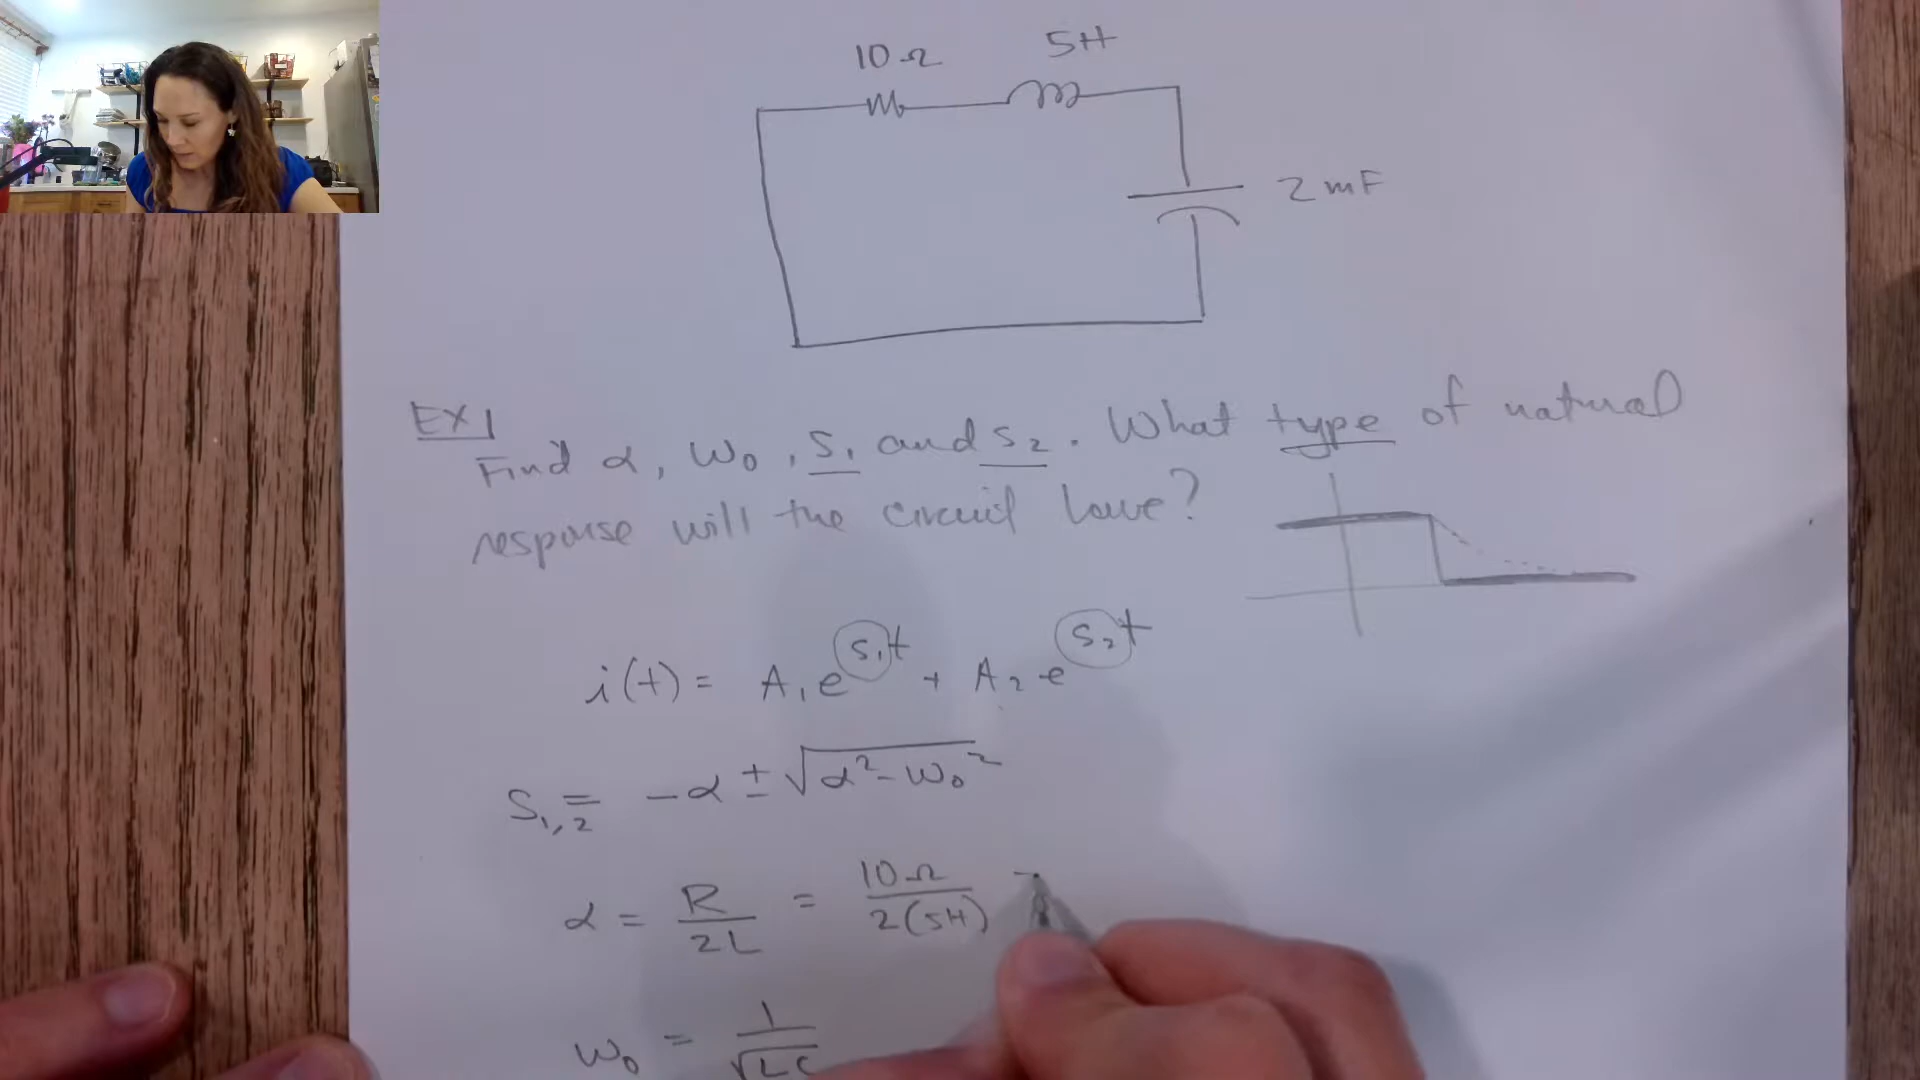 10Ω
5H
2mF
EX1
Find α, ω₀, S₁ and S₂. What type of natural
response will the circuit have?
i(t) = A₁e^(S₁t) + A₂e^(S₂t)
S₁,₂ = -α ± √(α² - ω₀²)
α = R/2L = 10Ω/2(5H) =
ω₀ = 1/√LC